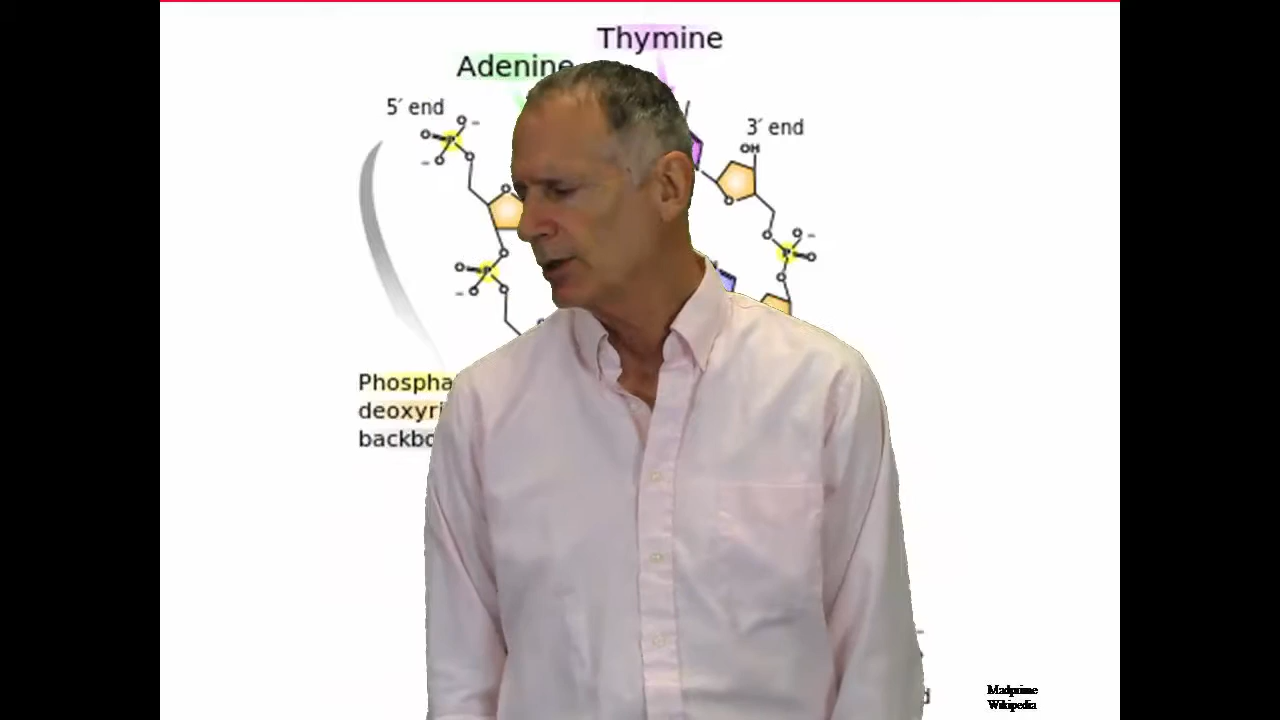 Thymine
Adenine
5′ end
3′ end
OH
Phospha
deoxyri
backbo
Madprime
Wikipedia